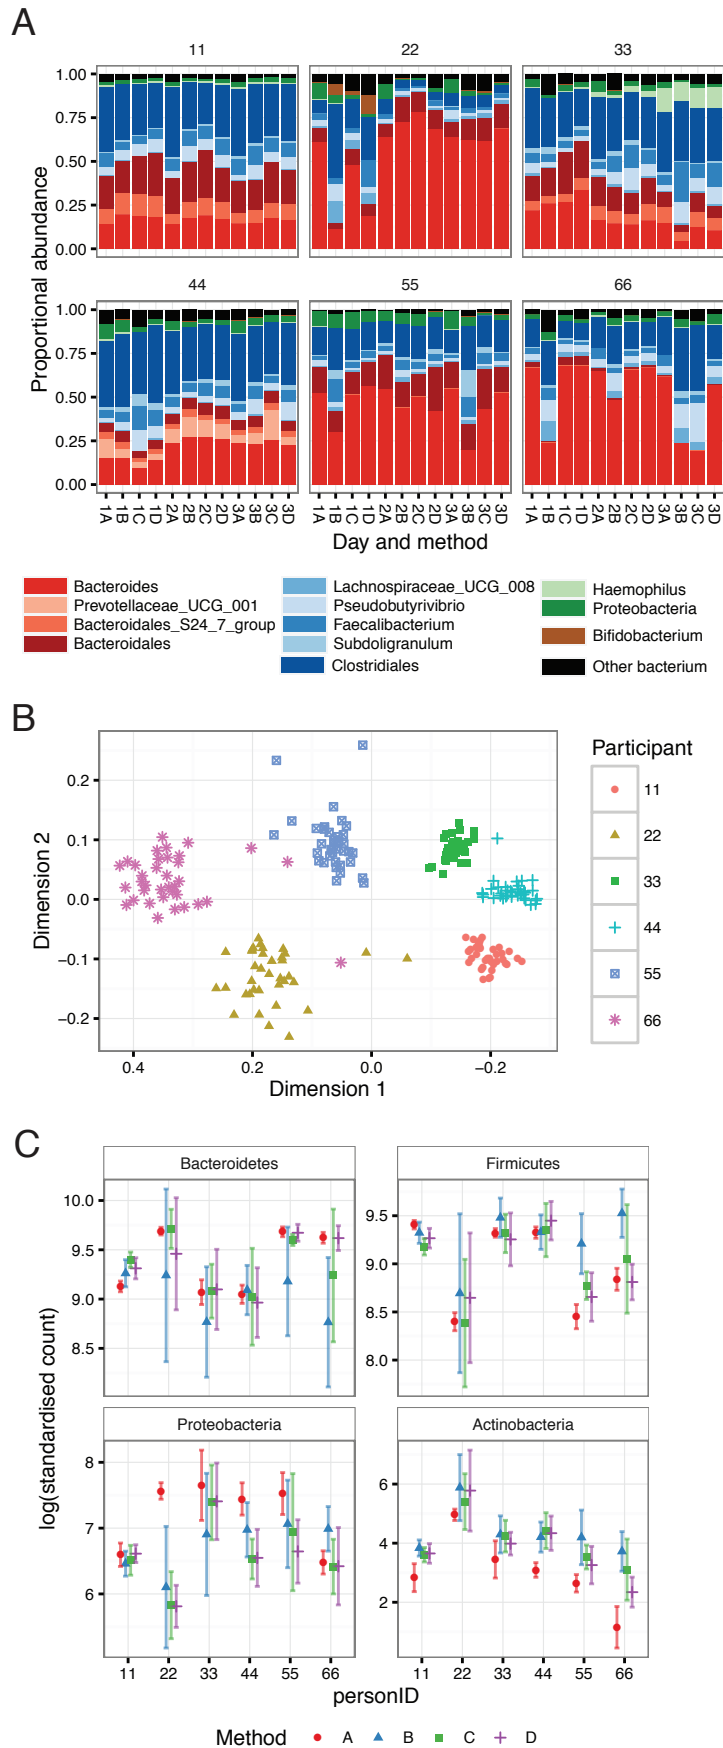 A
11 22 33
1.00
0.75
0.50
0.25
0.00
Proportional abundance
44 55 66
1.00
0.75
0.50
0.25
0.00
1A 1B 1C 1D 2A 2B 2C 2D 3A 3B 3C 3D 1A 1B 1C 1D 2A 2B 2C 2D 3A 3B 3C 3D 1A 1B 1C 1D 2A 2B 2C 2D 3A 3B 3C 3D
Day and method
Bacteroides
Prevotellaceae_UCG_001
Bacteroidales_S24_7_group
Bacteroidales
Lachnospiraceae_UCG_008
Pseudobutyrivibrio
Faecalibacterium
Subdoligranulum
Clostridiales
Haemophilus
Proteobacteria
Bifidobacterium
Other bacterium
B
0.2
0.1
0.0
−0.1
−0.2
Dimension 2
0.4 0.2 0.0 −0.2
Dimension 1
Participant
11
22
33
44
55
66
C
Bacteroidetes
10.0
9.5
9.0
8.5
Firmicutes
9.5
9.0
8.5
8.0
log(standardised count)
Proteobacteria
8
7
6
11 22 33 44 55 66
Actinobacteria
6
4
2
11 22 33 44 55 66
personID
Method A B C D